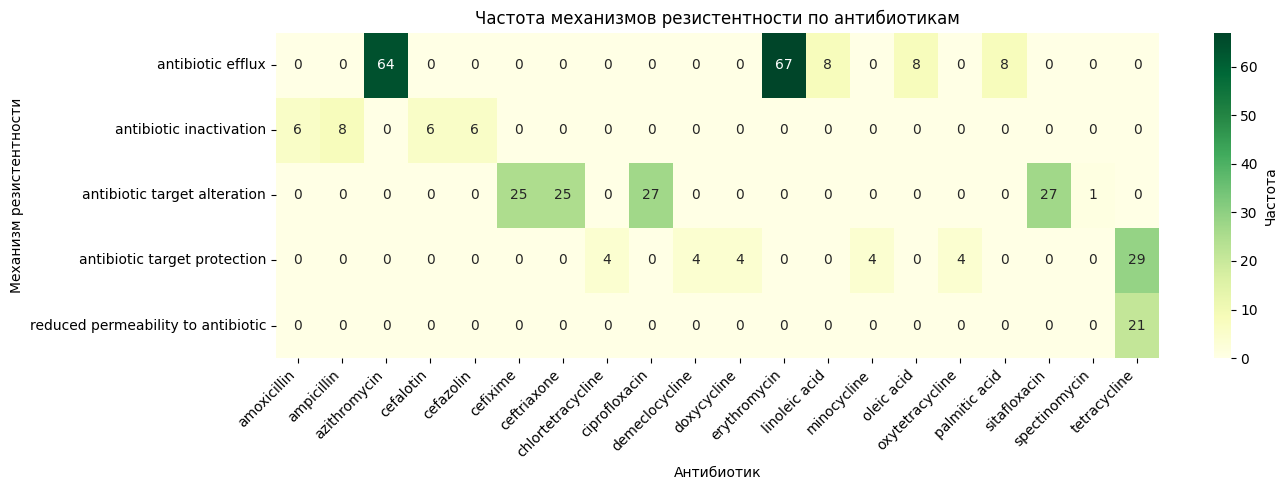 Частота механизмов резистентности по антибиотикам
Механизм резистентности
antibiotic efflux 0 0 64 0 0 0 0 0 0 0 0 67 8 0 8 0 8 0 0 0
antibiotic inactivation 6 8 0 6 6 0 0 0 0 0 0 0 0 0 0 0 0 0 0 0
antibiotic target alteration 0 0 0 0 0 25 25 0 27 0 0 0 0 0 0 0 0 27 1 0
antibiotic target protection 0 0 0 0 0 0 0 4 0 4 4 0 0 4 0 4 0 0 0 29
reduced permeability to antibiotic 0 0 0 0 0 0 0 0 0 0 0 0 0 0 0 0 0 0 0 21
amoxicillin
ampicillin
azithromycin
cefalotin
cefazolin
cefixime
ceftriaxone
chlortetracycline
ciprofloxacin
demeclocycline
doxycycline
erythromycin
linoleic acid
minocycline
oleic acid
oxytetracycline
palmitic acid
sitafloxacin
spectinomycin
tetracycline
Антибиотик
60
50
40
30
20
10
0
Частота